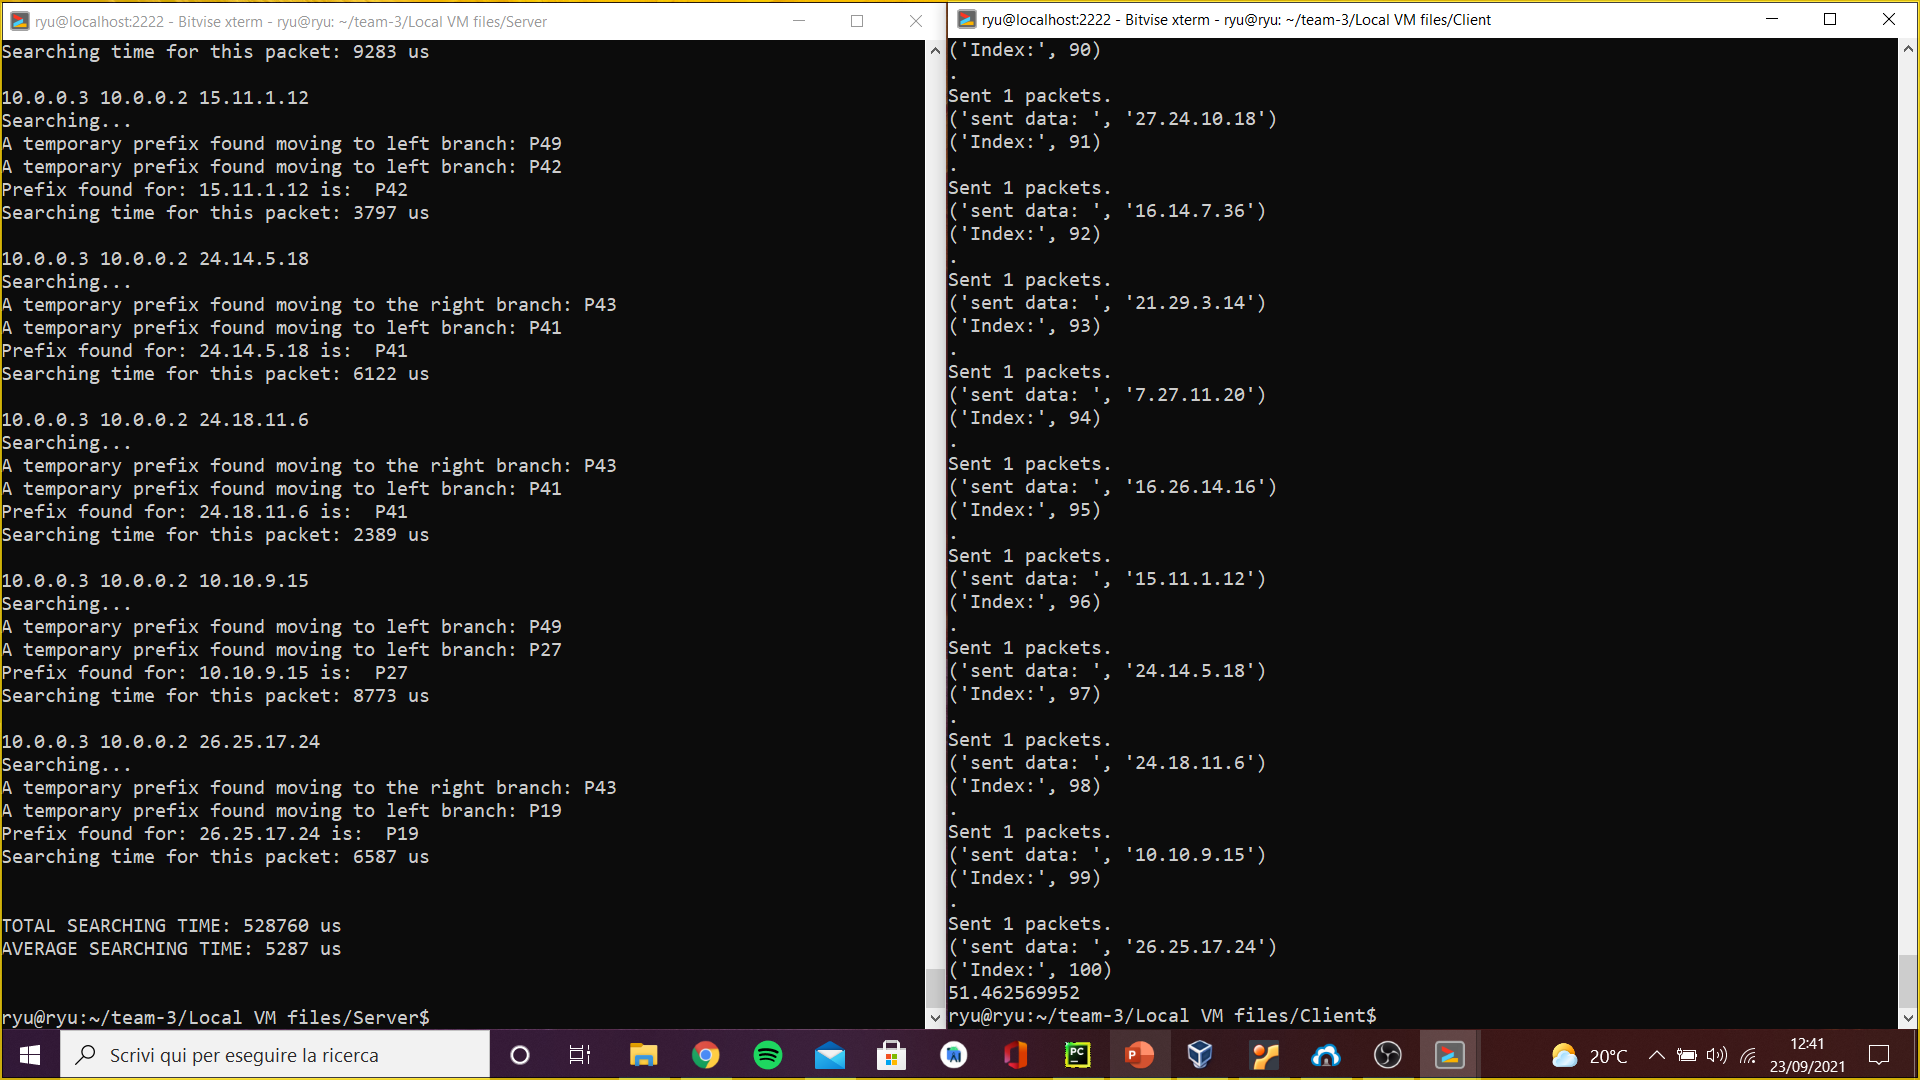 ryu@localhost:2222 - Bitvise xterm - ryu@ryu: ~/team-3/Local VM files/Server
Searching time for this packet: 9283 us
10.0.0.3 10.0.0.2 15.11.1.12
Searching...
A temporary prefix found moving to left branch: P49
A temporary prefix found moving to left branch: P42
Prefix found for: 15.11.1.12 is:  P42
Searching time for this packet: 3797 us
10.0.0.3 10.0.0.2 24.14.5.18
Searching...
A temporary prefix found moving to the right branch: P43
A temporary prefix found moving to left branch: P41
Prefix found for: 24.14.5.18 is:  P41
Searching time for this packet: 6122 us
10.0.0.3 10.0.0.2 24.18.11.6
Searching...
A temporary prefix found moving to the right branch: P43
A temporary prefix found moving to left branch: P41
Prefix found for: 24.18.11.6 is:  P41
Searching time for this packet: 2389 us
10.0.0.3 10.0.0.2 10.10.9.15
Searching...
A temporary prefix found moving to left branch: P49
A temporary prefix found moving to left branch: P27
Prefix found for: 10.10.9.15 is:  P27
Searching time for this packet: 8773 us
10.0.0.3 10.0.0.2 26.25.17.24
Searching...
A temporary prefix found moving to the right branch: P43
A temporary prefix found moving to left branch: P19
Prefix found for: 26.25.17.24 is:  P19
Searching time for this packet: 6587 us
TOTAL SEARCHING TIME: 528760 us
AVERAGE SEARCHING TIME: 5287 us
ryu@ryu:~/team-3/Local VM files/Server$
ryu@localhost:2222 - Bitvise xterm - ryu@ryu: ~/team-3/Local VM files/Client
('Index:', 90)
.
Sent 1 packets.
('sent data: ', '27.24.10.18')
('Index:', 91)
.
Sent 1 packets.
('sent data: ', '16.14.7.36')
('Index:', 92)
.
Sent 1 packets.
('sent data: ', '21.29.3.14')
('Index:', 93)
.
Sent 1 packets.
('sent data: ', '7.27.11.20')
('Index:', 94)
.
Sent 1 packets.
('sent data: ', '16.26.14.16')
('Index:', 95)
.
Sent 1 packets.
('sent data: ', '15.11.1.12')
('Index:', 96)
.
Sent 1 packets.
('sent data: ', '24.14.5.18')
('Index:', 97)
.
Sent 1 packets.
('sent data: ', '24.18.11.6')
('Index:', 98)
.
Sent 1 packets.
('sent data: ', '10.10.9.15')
('Index:', 99)
.
Sent 1 packets.
('sent data: ', '26.25.17.24')
('Index:', 100)
51.462569952
ryu@ryu:~/team-3/Local VM files/Client$
Scrivi qui per eseguire la ricerca
PC
P
20°C
12:41
23/09/2021